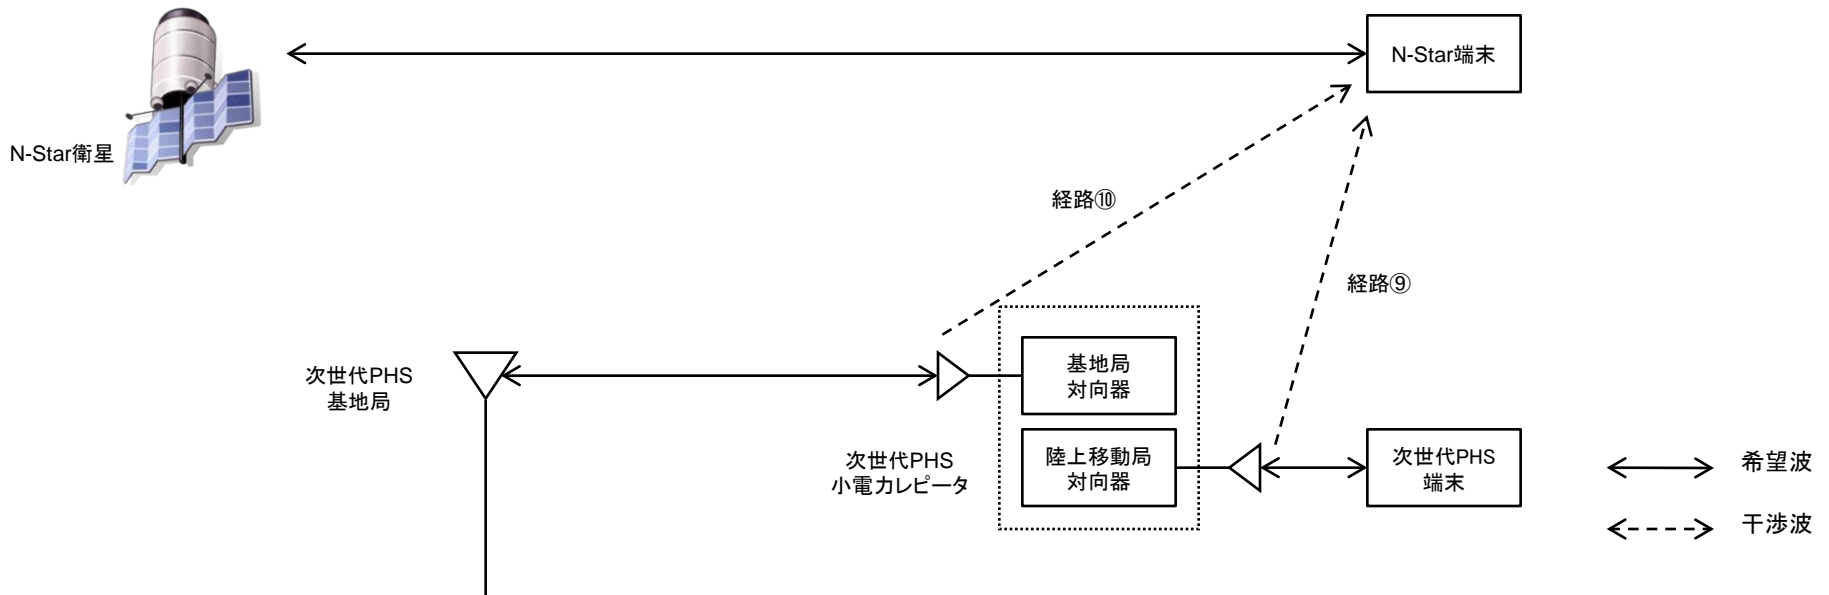 N-Star端末
N-Star衛星
経路⑩
経路⑨
次世代PHS
基地局
基地局
対向器
次世代PHS
小電力レピータ
陸上移動局
対向器
次世代PHS
端末
希望波
干渉波